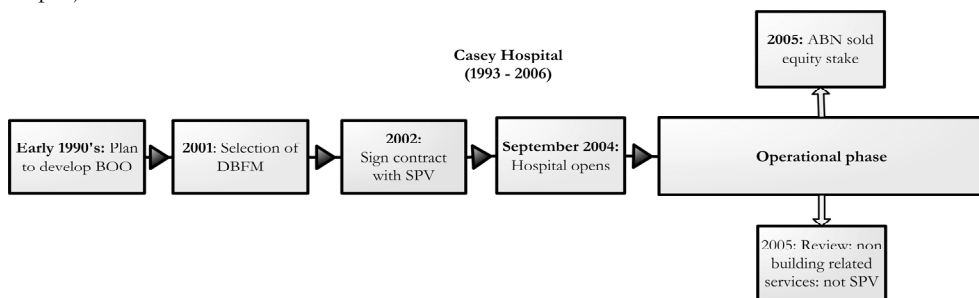 Casey Hospital
(1993 - 2006)
2005: ABN sold
equity stake
Early 1990's: Plan
to develop BOO
2001: Selection of
DBFM
2002:
Sign contract
with SPV
September 2004:
Hospital opens
Operational phase
2005: Review: non
building related
services: not SPV